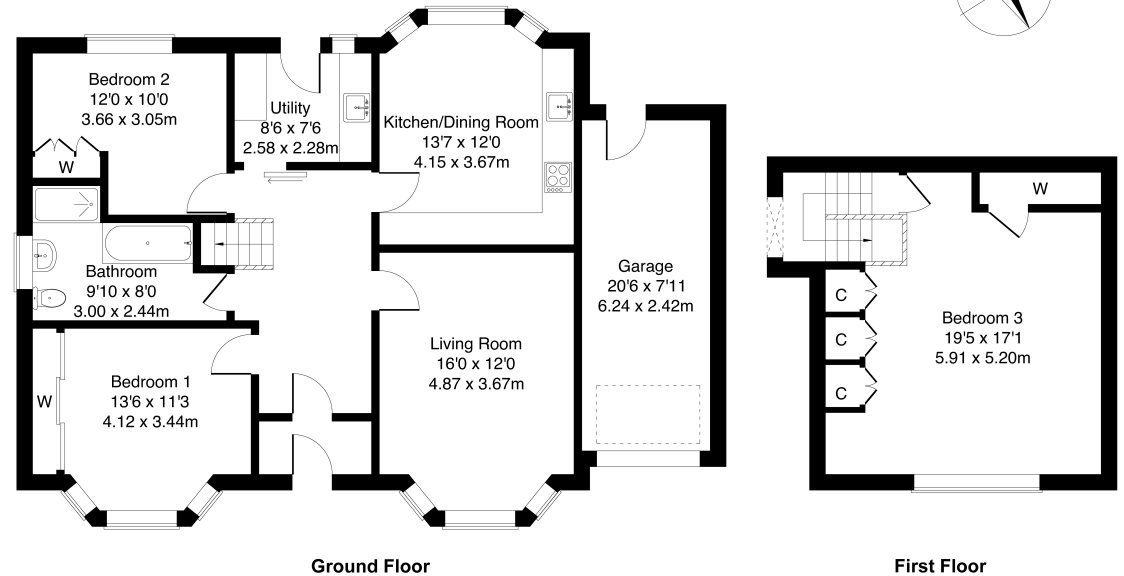 Bedroom 2
12'0 x 10'0
3.66 x 3.05m
W
Utility
8'6 x 7'6
2.58 x 2.28m
Kitchen/Dining Room
13'7 x 12'0
4.15 x 3.67m
Bathroom
9'10 x 8'0
3.00 x 2.44m
Garage
20'6 x 7'11
6.24 x 2.42m
Living Room
16'0 x 12'0
4.87 x 3.67m
W
Bedroom 1
13'6 x 11'3
4.12 x 3.44m
Ground Floor
W
C
C
C
Bedroom 3
19'5 x 17'1
5.91 x 5.20m
First Floor